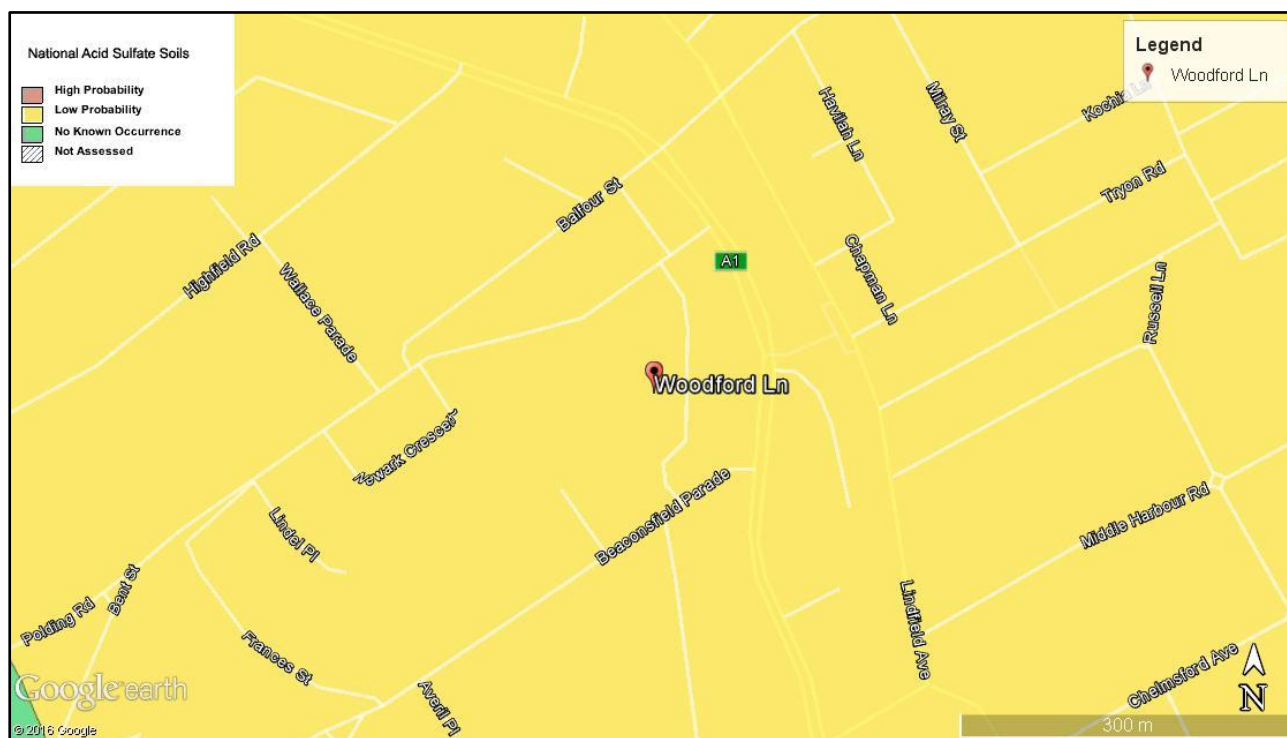 National Acid Sulfate Soils
High Probability
Low Probability
No Known Occurrence
Not Assessed
Legend
Woodford Ln
Kochia Ln
Havilah Ln
Milray St
Tryon Rd
Balfour St
Highfield Rd
Wallace Parade
A1
Chapman Ln
Russell Ln
Woodford Ln
Newark Crescent
Lindel Pl
Beaconsfield Parade
Middle Harbour Rd
Bent St
Polding Rd
Frances St
Lindfield Ave
Averil Pl
Chelmsford Ave
N
Google earth
© 2016 Google
300 m